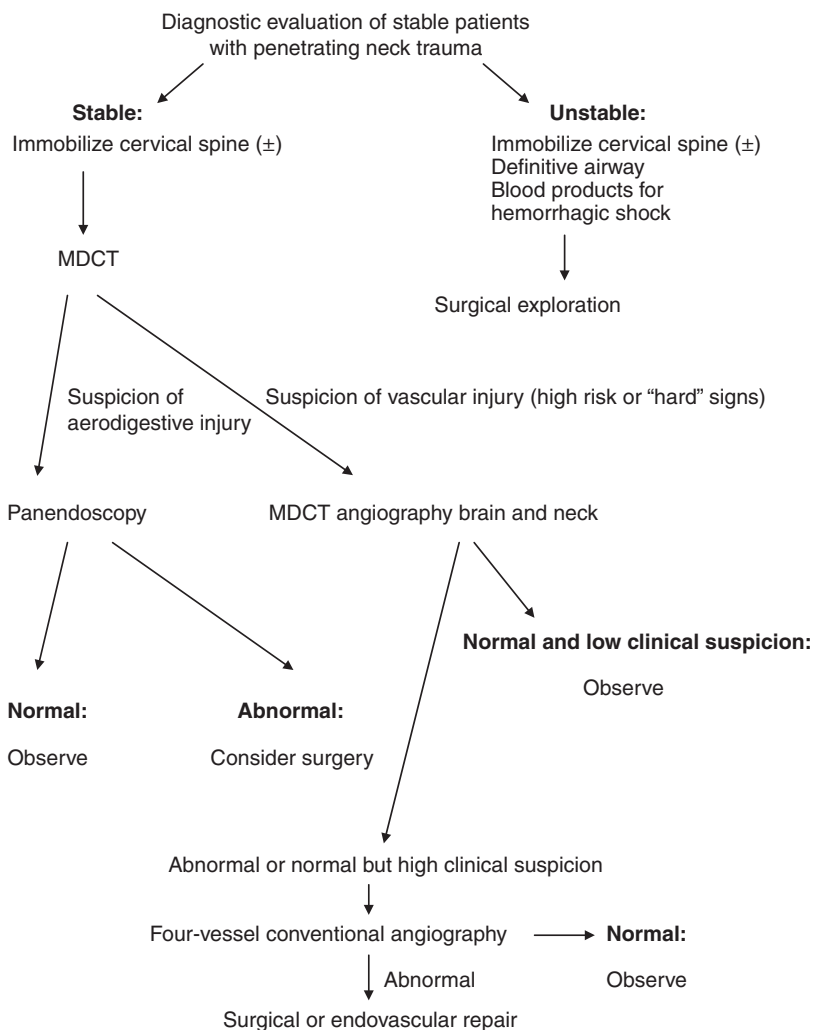 Diagnostic evaluation of stable patients
with penetrating neck trauma
Stable:
Immobilize cervical spine (±)
Unstable:
Immobilize cervical spine (±)
Definitive airway
Blood products for
hemorrhagic shock
MDCT
Surgical exploration
Suspicion of
aerodigestive injury
Suspicion of vascular injury (high risk or “hard” signs)
Panendoscopy
MDCT angiography brain and neck
Normal and low clinical suspicion:
Observe
Normal:
Observe
Abnormal:
Consider surgery
Abnormal or normal but high clinical suspicion
Four-vessel conventional angiography
Normal:
Observe
Abnormal
Surgical or endovascular repair